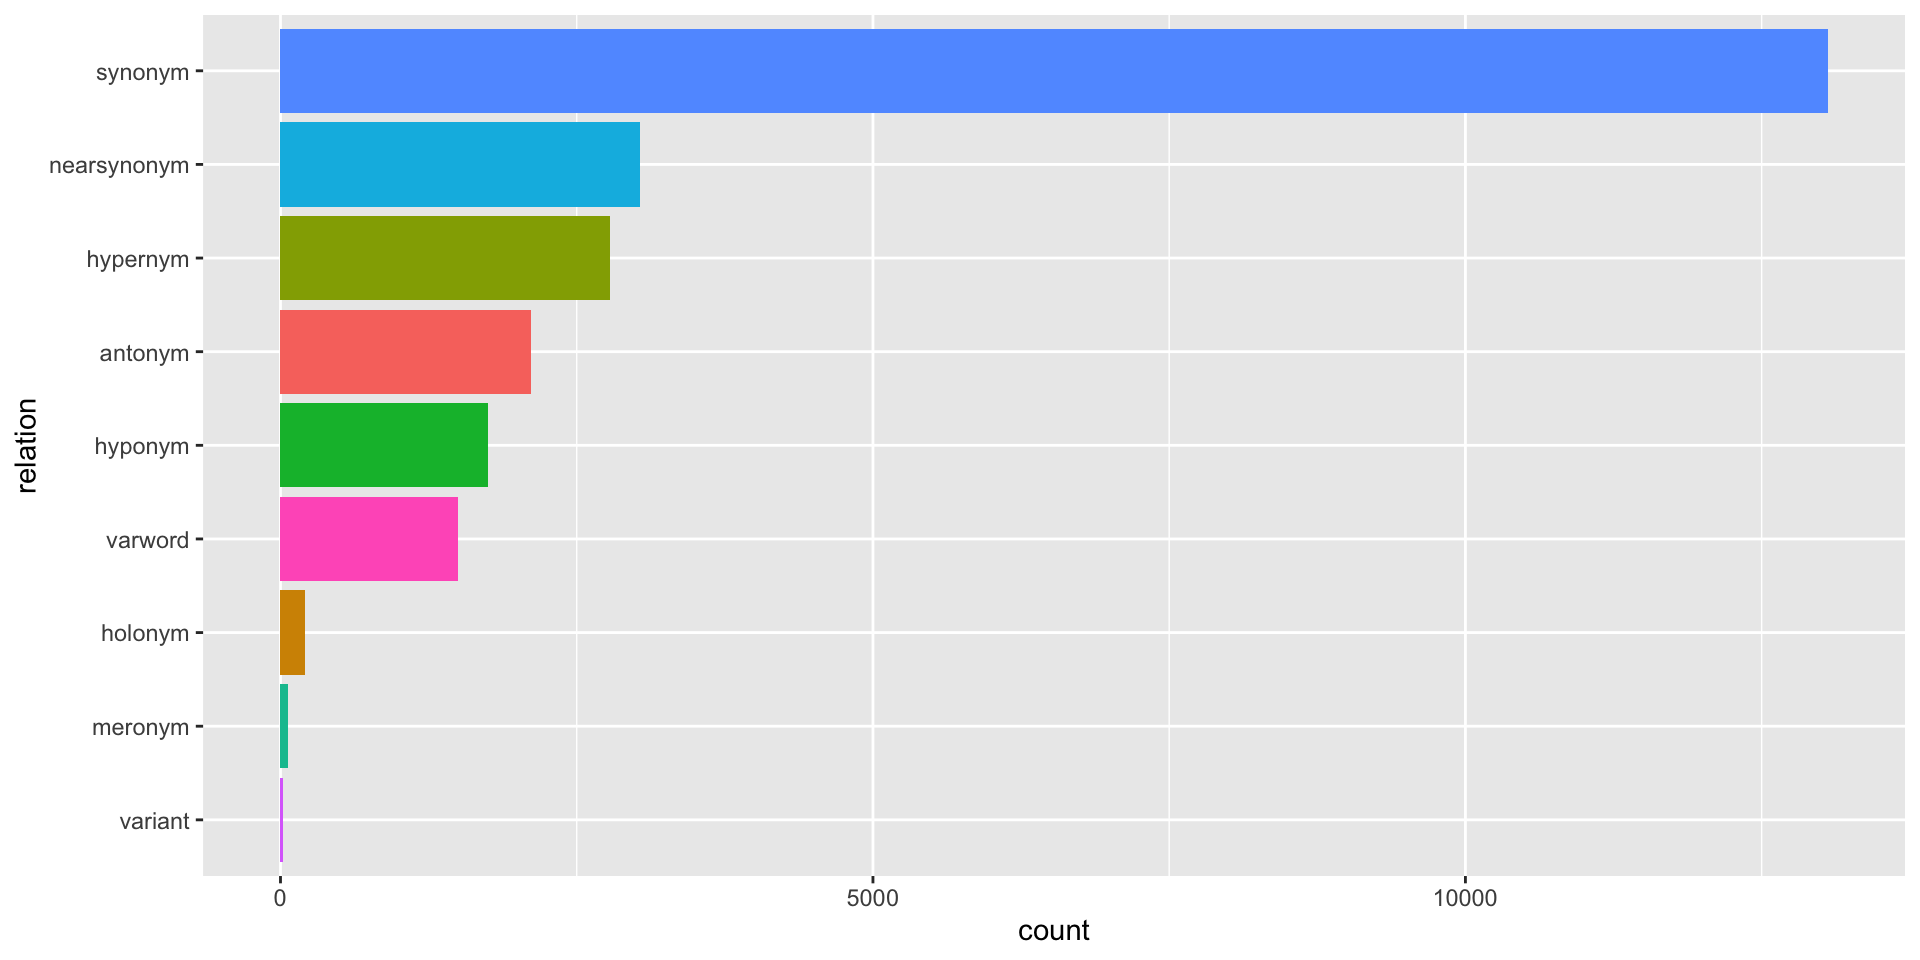 synonym
nearsynonym
hypernym
antonym
hyponym
varword
holonym
meronym
variant
relation
0 5000 10000
count